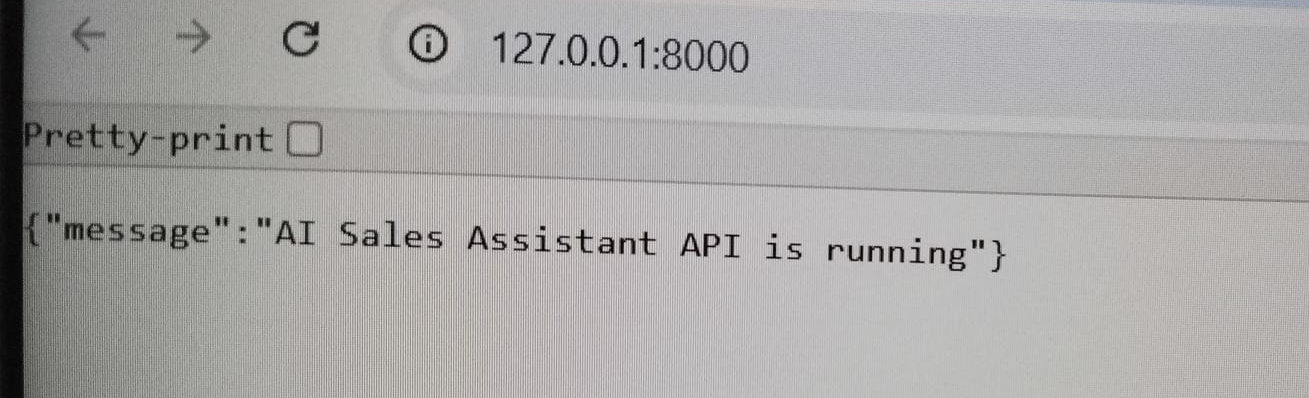 127.0.0.1:8000
Pretty-print
{"message":"AI Sales Assistant API is running"}